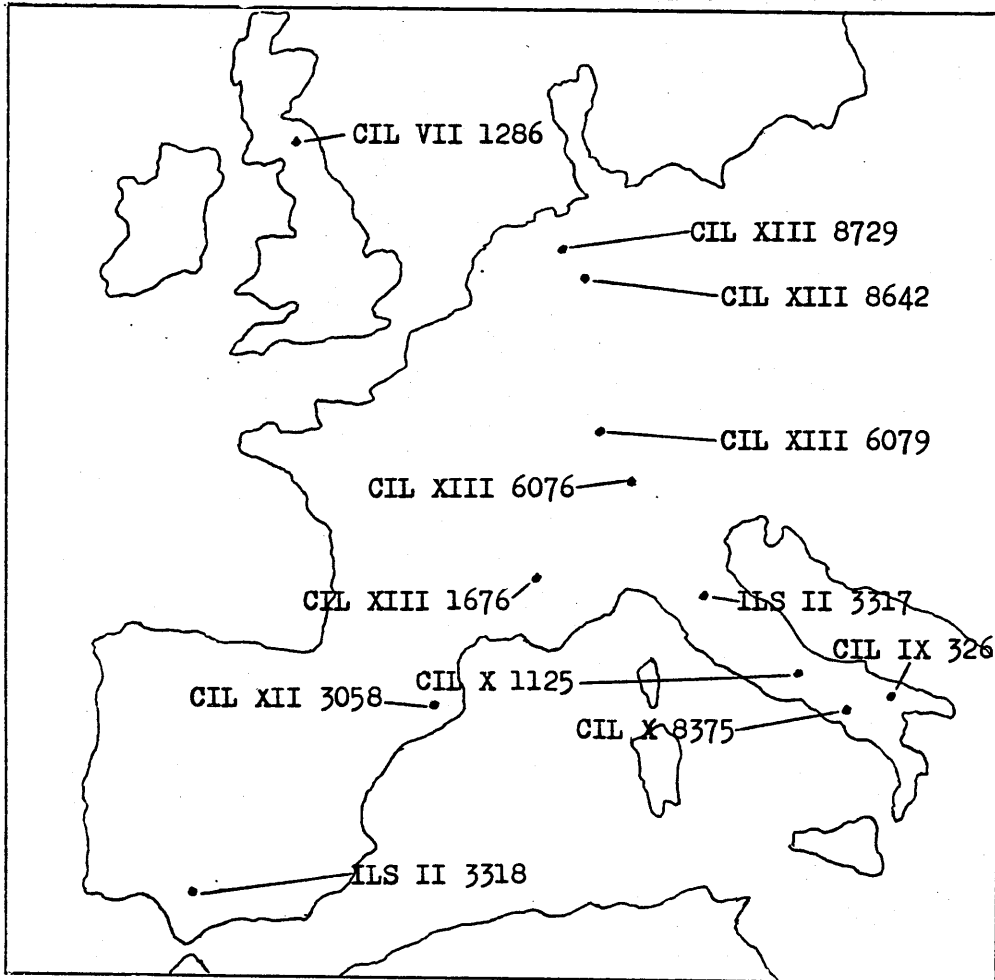 CIL VII 1286
CIL XIII 8729
CIL XIII 8642
CIL XIII 6079
CIL XIII 6076
CIL XIII 1676
ILS II 3317
CIL IX 326
CIL X 1125
CIL XII 3058
CIL X 8375
ILS II 3318